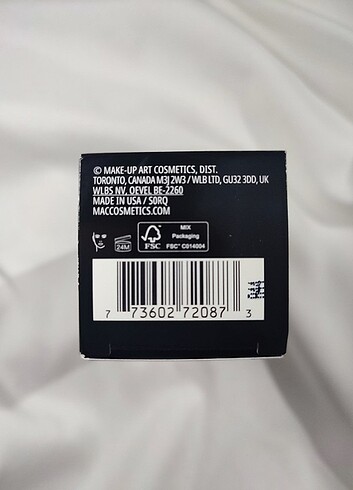 © MAKE-UP ART COSMETICS, DIST.
TORONTO, CANADA M3J 2W3 / WLB LTD, GU32 3DD, UK
WLBS NV, OEVEL BE-2260
MADE IN USA / S0RQ
MACCOSMETICS.COM
24M
FSC
MIX
Packaging
FSC® C014004
7 73602 72087 3